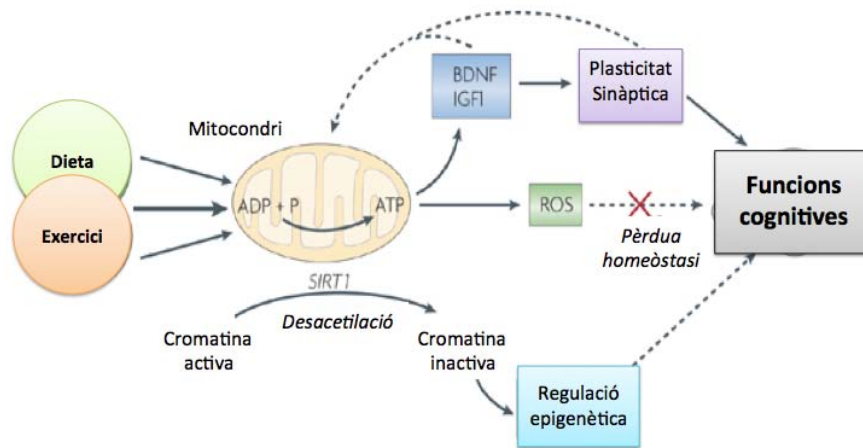 BDNF
IGFI
Plasticitat
Sinàptica
Mitocondri
Dieta
Exercici
ADP + P
ATP
ROS
Pèrdua
homeòstasi
Funcions
cognitives
SIRT1
Desacetilació
Cromatina
activa
Cromatina
inactiva
Regulació
epigenètica